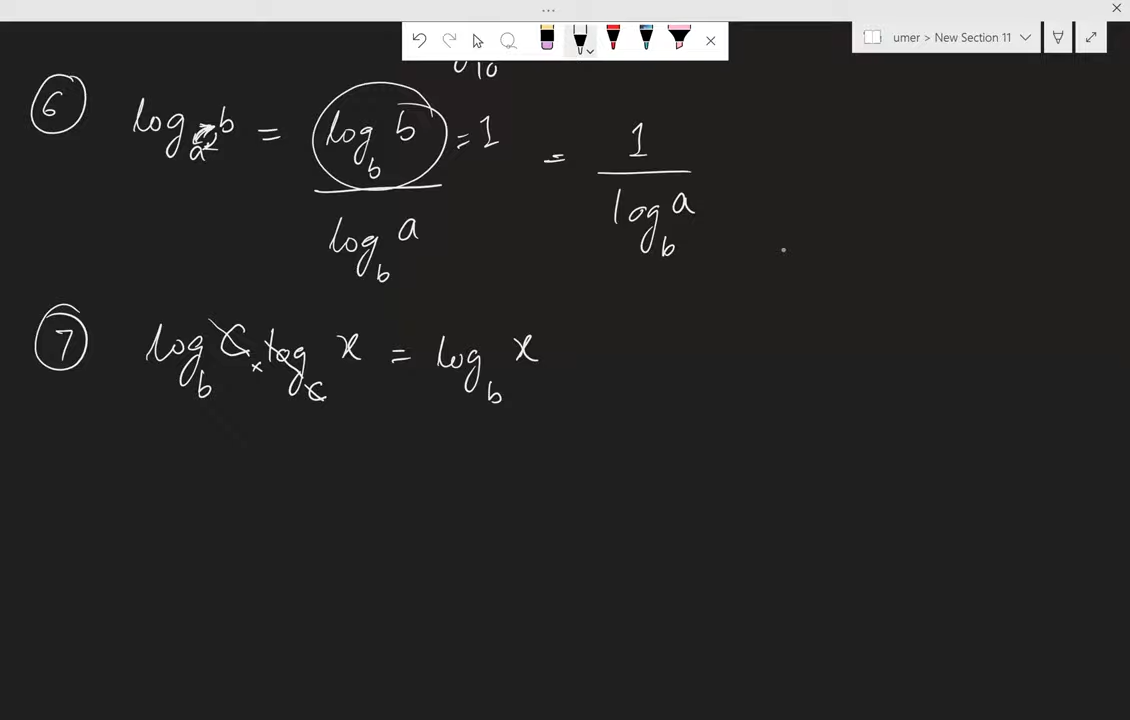 umer > New Section 11
⑥ log_a b = log_b b / log_b a = 1 = 1 / log_b a
⑦ log_b c × log_c x = log_b x